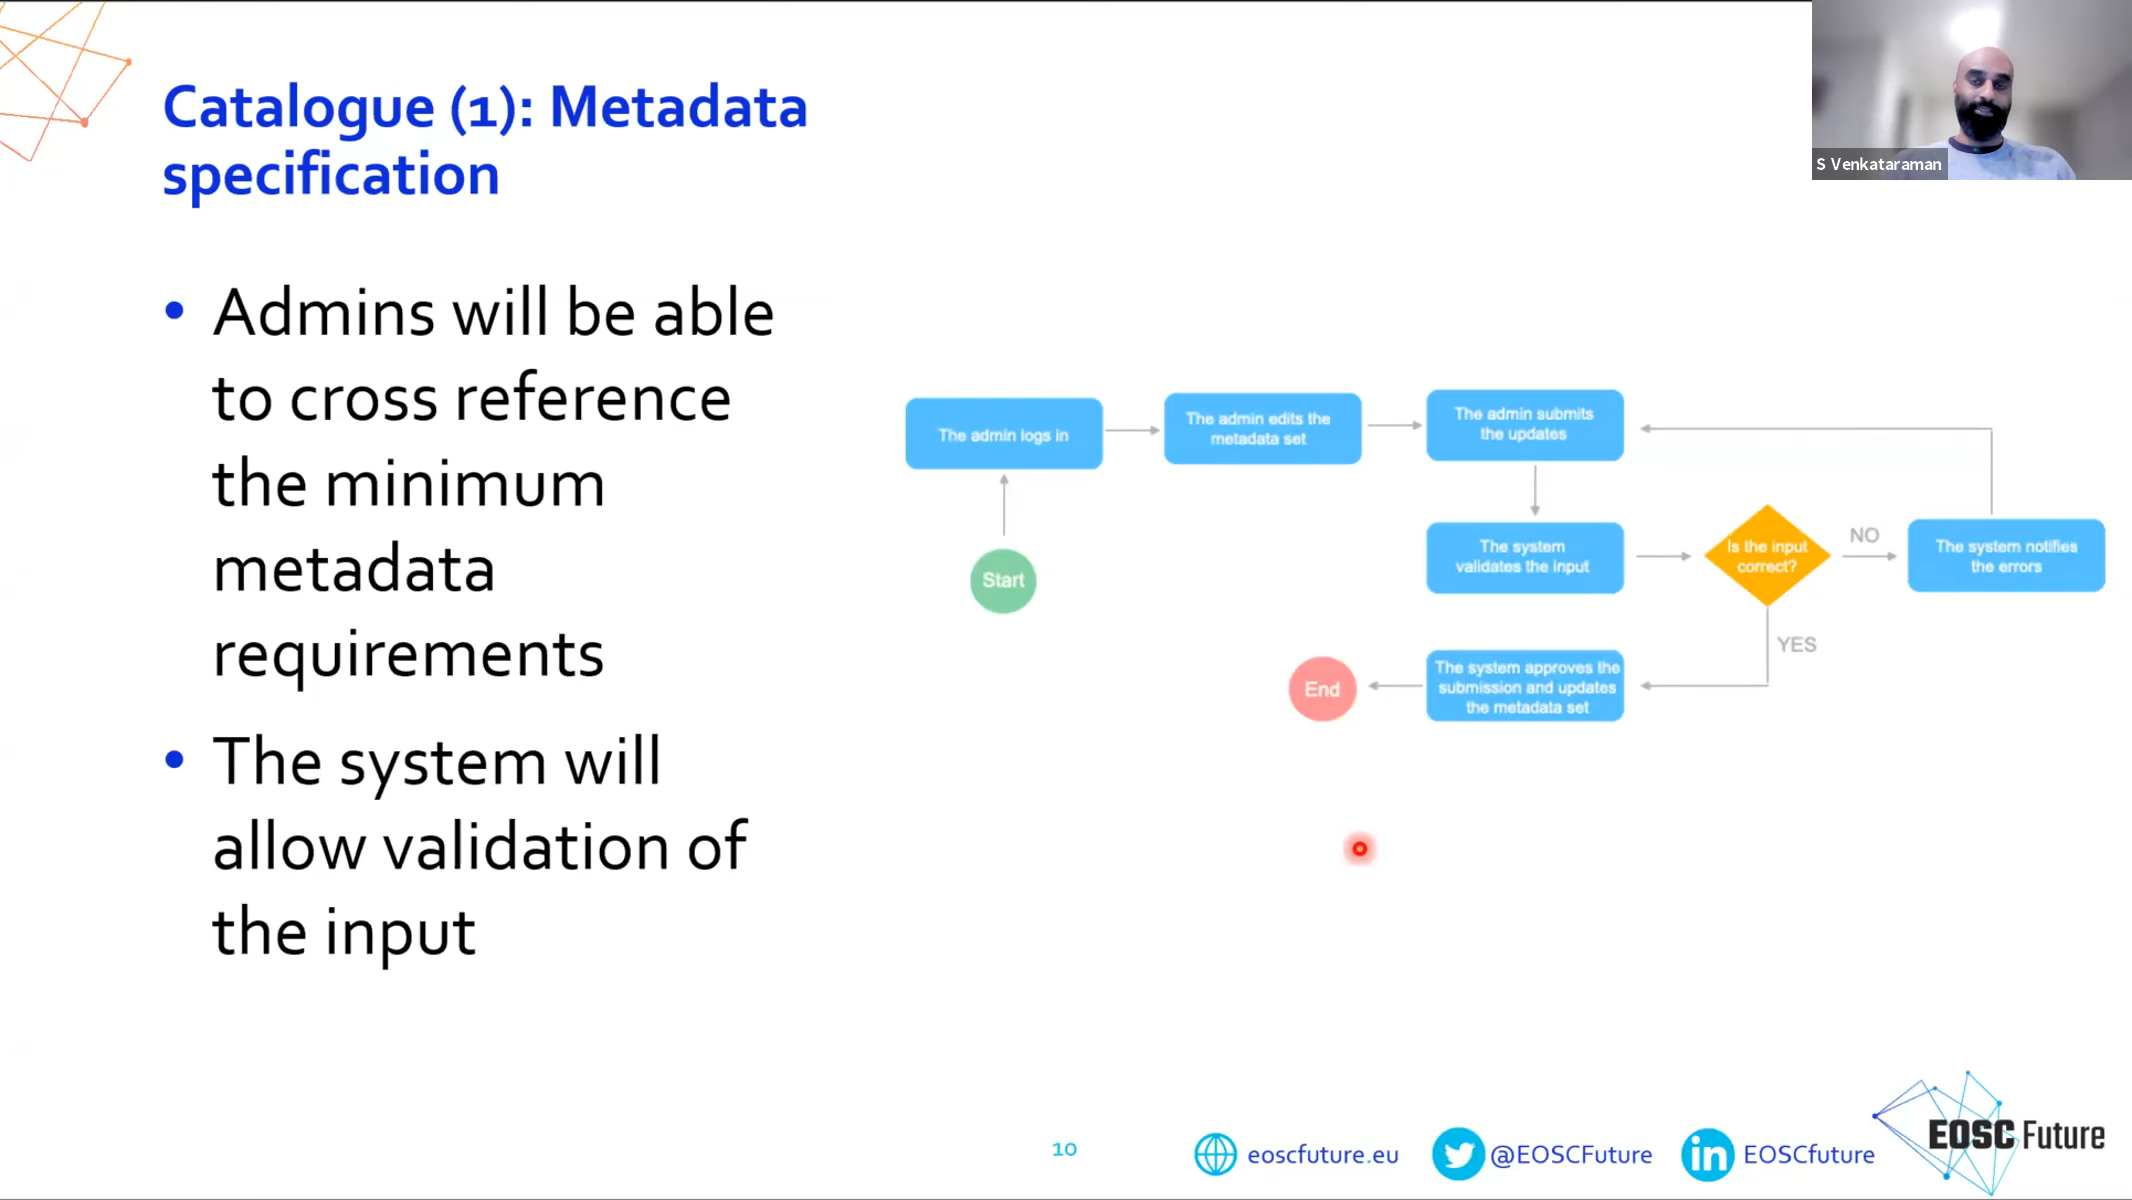 Catalogue (1): Metadata
specification
S Venkataraman
• Admins will be able
to cross reference
the minimum
metadata
requirements
• The system will
allow validation of
the input
The admin logs in
The admin edits the
metadata set
The admin submits
the updates
Start
The system
validates the input
Is the input
correct?
NO
The system notifies
the errors
YES
The system approves the
submission and updates
the metadata set
End
10
eoscfuture.eu
@EOSCFuture
EOSCfuture
EOSC Future